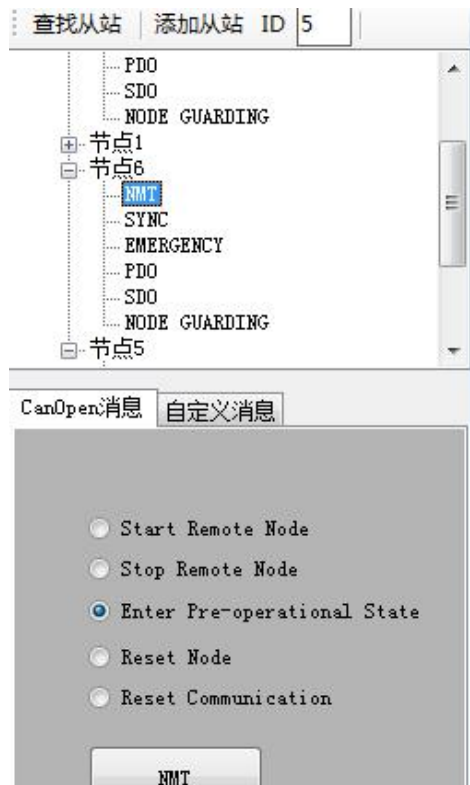 查找从站 添加从站 ID 5
PDO
SDO
NODE GUARDING
节点1
节点6
NMT
SYNC
EMERGENCY
PDO
SDO
NODE GUARDING
节点5
CanOpen消息 自定义消息
Start Remote Node
Stop Remote Node
Enter Pre-operational State
Reset Node
Reset Communication
NMT